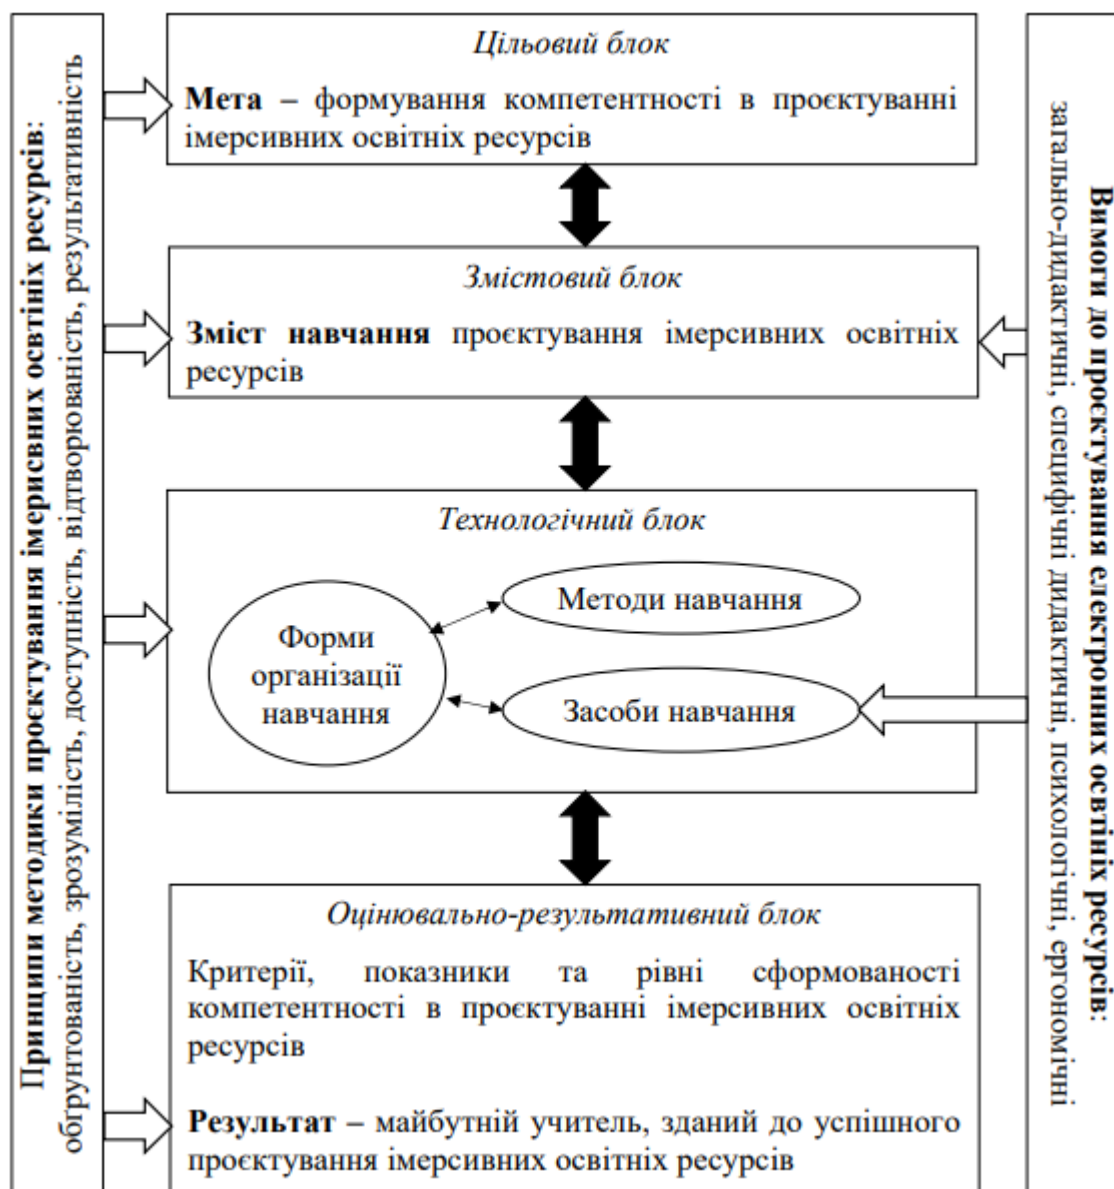 Принципи методики проєктування імерисвних освітніх ресурсів:
обґрунтованість, зрозумілість, доступність, відтворюваність, результативність
Цільовий блок
Мета – формування компетентності в проєктуванні
імерсивних освітніх ресурсів
Змістовий блок
Зміст навчання проєктування імерсивних освітніх
ресурсів
Технологічний блок
Форми
організації
навчання
Методи навчання
Засоби навчання
Оцінювально-результативний блок
Критерії, показники та рівні сформованості
компетентності в проєктуванні імерсивних освітніх
ресурсів
Результат – майбутній учитель, зданий до успішного
проєктування імерсивних освітніх ресурсів
Вимоги до проєктування електронних освтініх ресурсів:
загально-дидактичні, специфічні дидактичні, психологічні, ергономічні